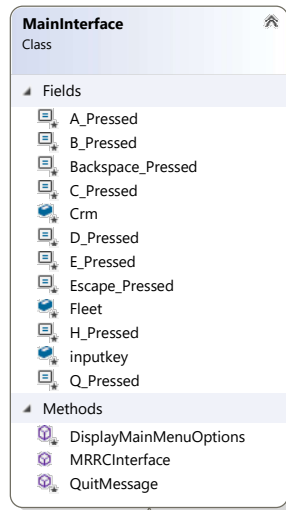 MainInterface
Class
Fields
A_Pressed
B_Pressed
Backspace_Pressed
C_Pressed
Crm
D_Pressed
E_Pressed
Escape_Pressed
Fleet
H_Pressed
inputkey
Q_Pressed
Methods
DisplayMainMenuOptions
MRRCInterface
QuitMessage